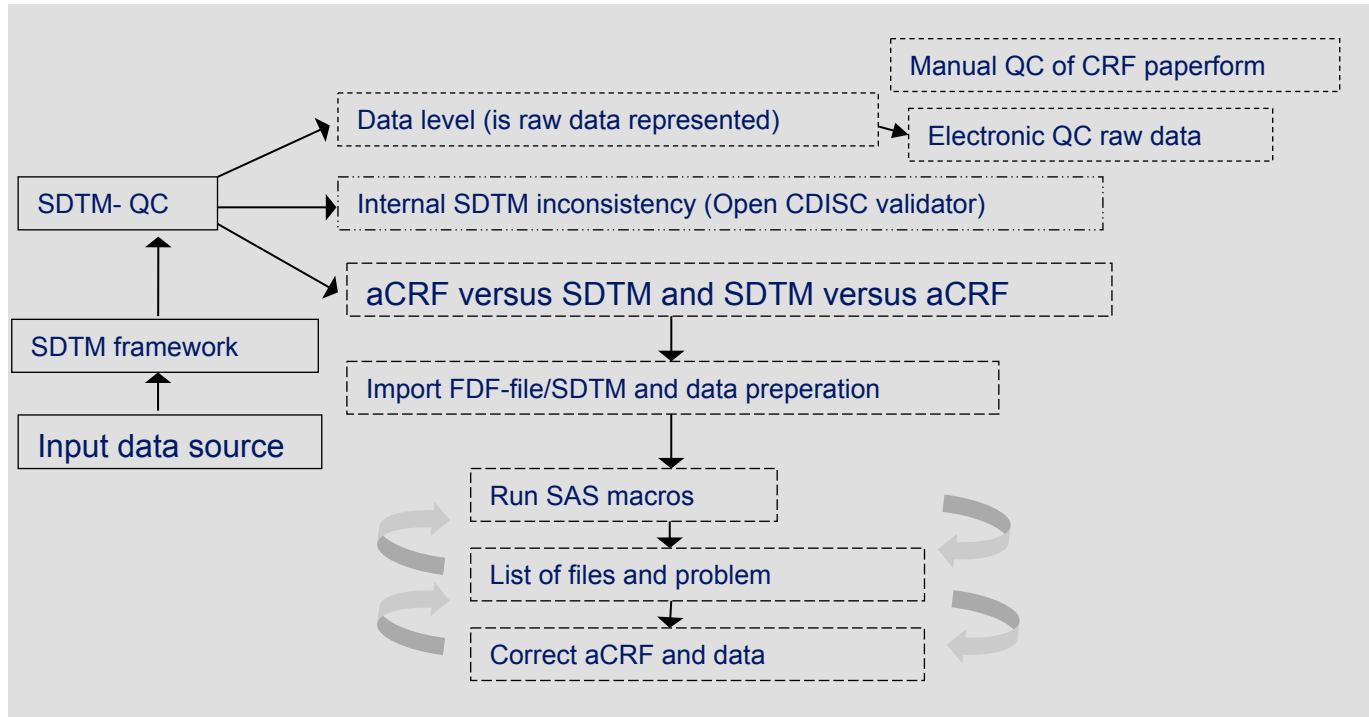 Manual QC of CRF paperform
Data level (is raw data represented)
Electronic QC raw data
SDTM- QC
Internal SDTM inconsistency (Open CDISC validator)
aCRF versus SDTM and SDTM versus aCRF
SDTM framework
Import FDF-file/SDTM and data preperation
Input data source
Run SAS macros
List of files and problem
Correct aCRF and data